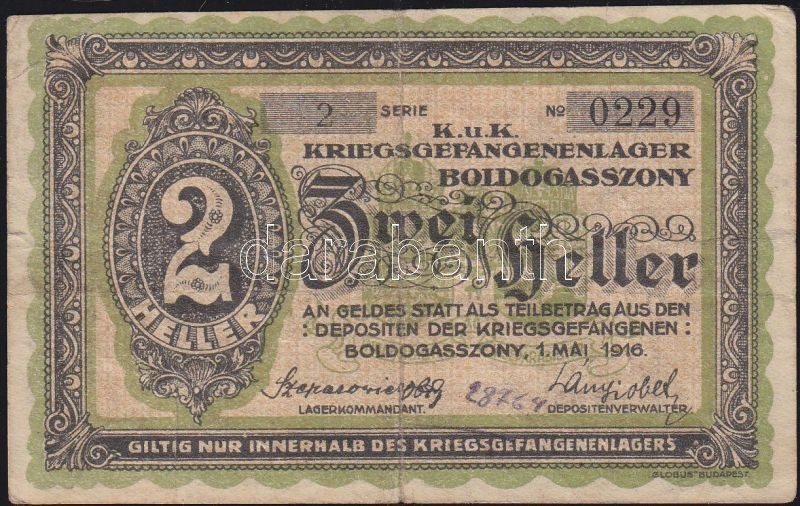 2 SERIE № 0229
K.u.K.
KRIEGSGEFANGENENLAGER
BOLDOGASSZONY
Zwei Heller
2
HELLER
AN GELDES STATT ALS TEILBETRAG AUS DEN
: DEPOSITEN DER KRIEGSGEFANGENEN :
BOLDOGASSZONY, 1. MAI 1916.
28764
LAGERKOMMANDANT. DEPOSITENVERWALTER
GILTIG NUR INNERHALB DES KRIEGSGEFANGENENLAGERS
"GLOBUS" BUDAPEST
darabanth